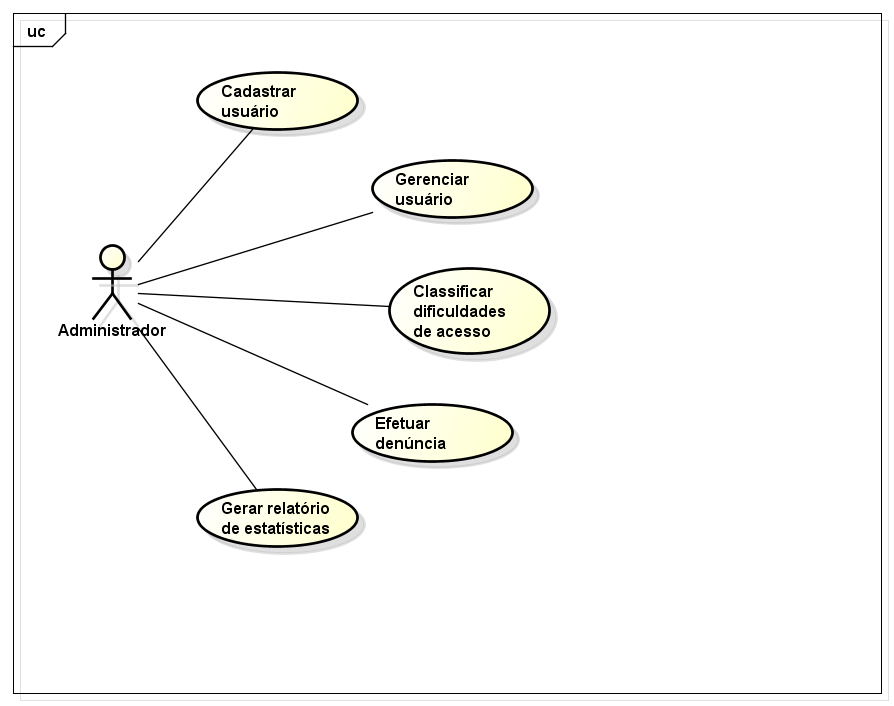 uc
Cadastrar
usuário
Gerenciar
usuário
Classificar
dificuldades
de acesso
Administrador
Efetuar
denúncia
Gerar relatório
de estatísticas